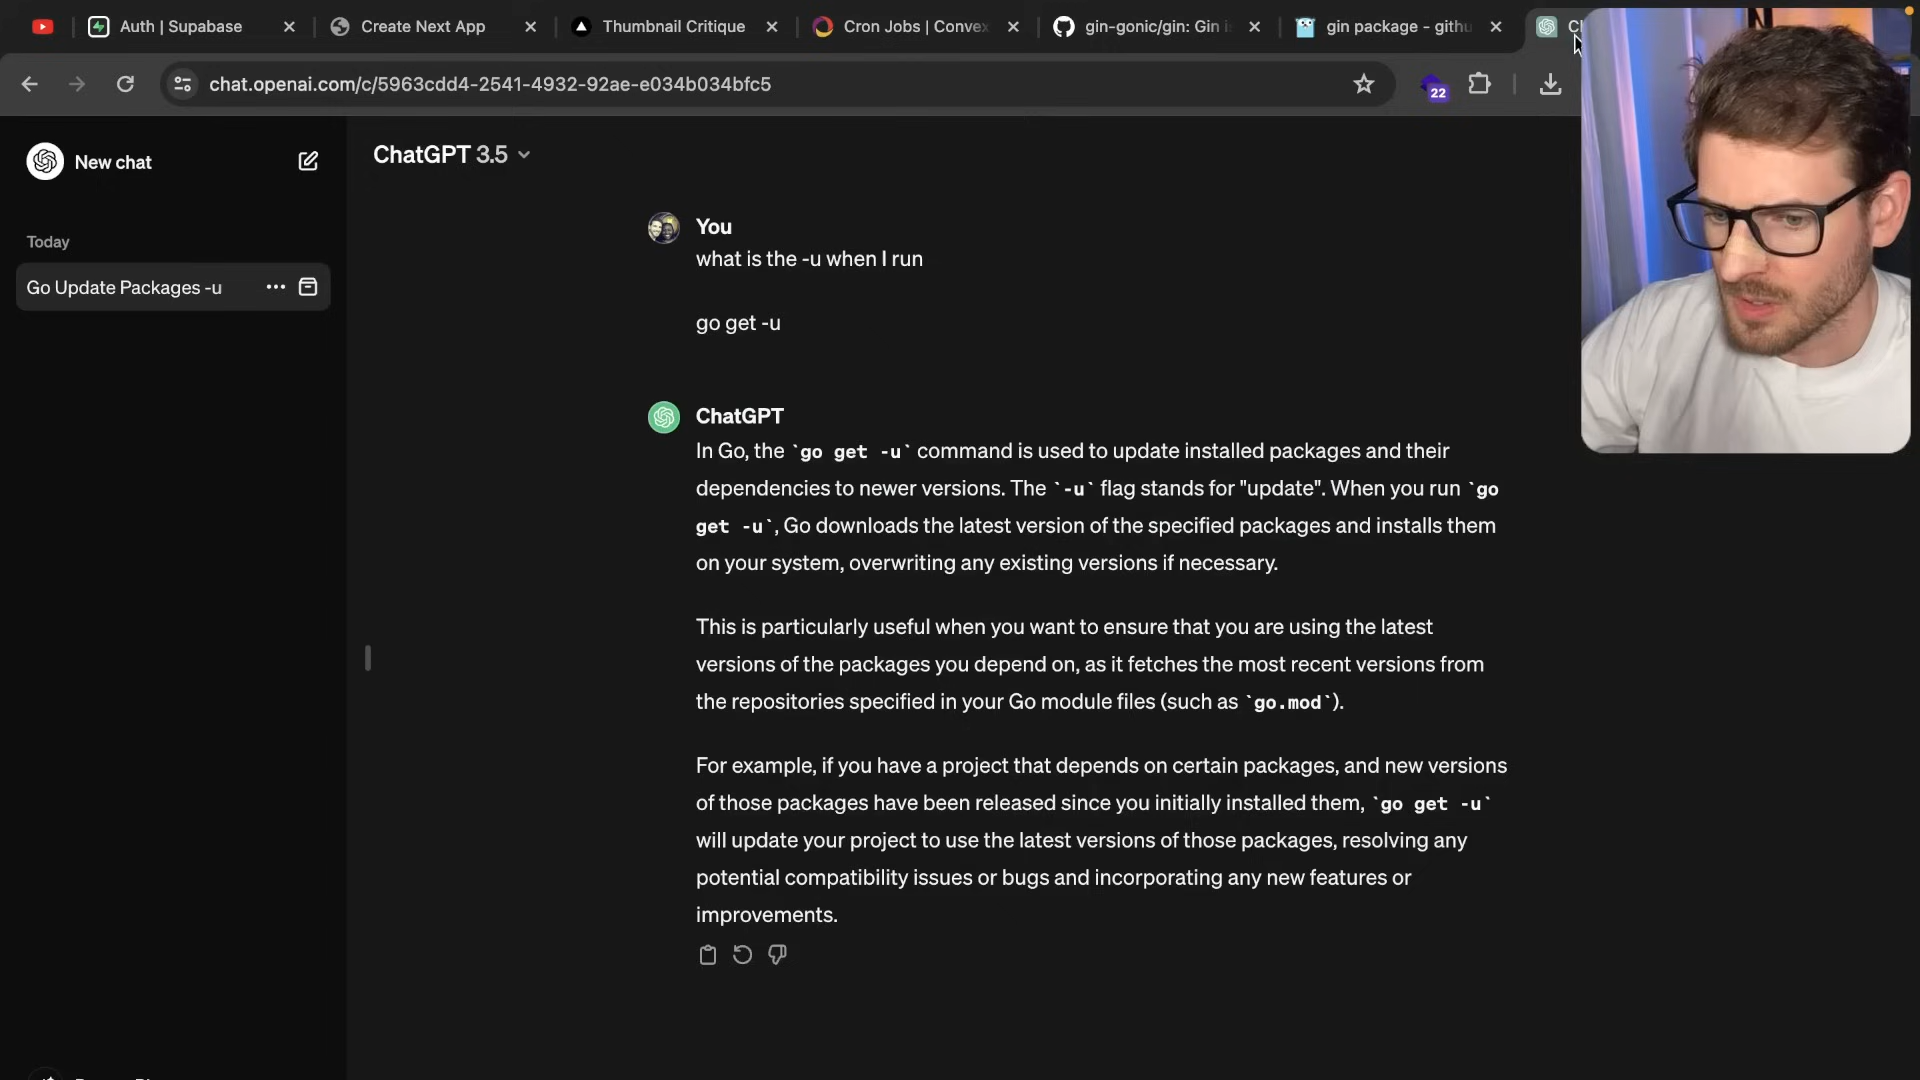 Auth | Supabase
Create Next App
Thumbnail Critique
Cron Jobs | Convex
gin-gonic/gin: Gin is
gin package - githu
chat.openai.com/c/5963cdd4-2541-4932-92ae-e034b034bfc5
22
New chat
ChatGPT 3.5
Today
Go Update Packages -u
You
what is the -u when I run
go get -u
ChatGPT
In Go, the `go get -u` command is used to update installed packages and their
dependencies to newer versions. The `-u` flag stands for "update". When you run `go
get -u`, Go downloads the latest version of the specified packages and installs them
on your system, overwriting any existing versions if necessary.
This is particularly useful when you want to ensure that you are using the latest
versions of the packages you depend on, as it fetches the most recent versions from
the repositories specified in your Go module files (such as `go.mod`).
For example, if you have a project that depends on certain packages, and new versions
of those packages have been released since you initially installed them, `go get -u`
will update your project to use the latest versions of those packages, resolving any
potential compatibility issues or bugs and incorporating any new features or
improvements.